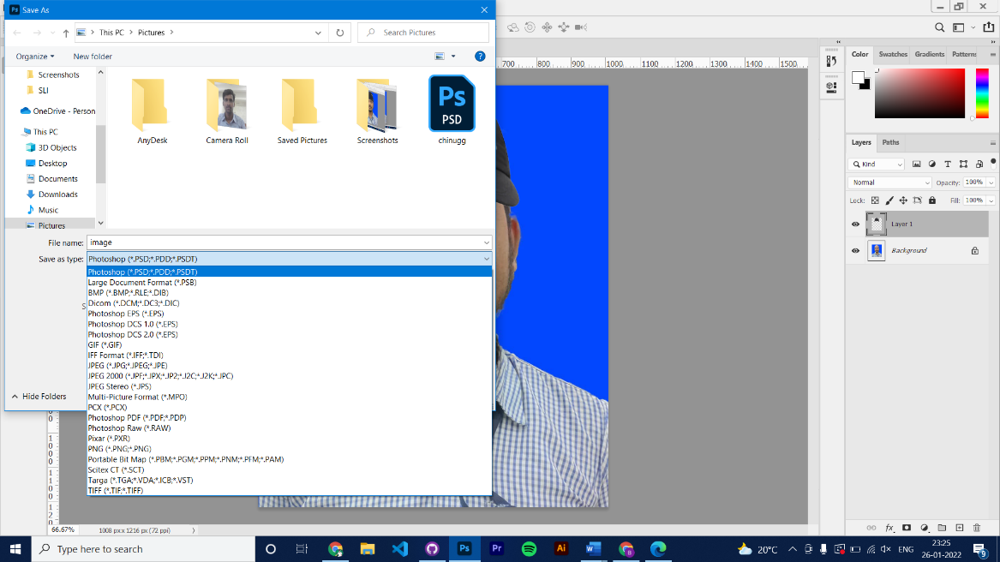 Ps Save As
This PC > Pictures >
Search Pictures
Organize
New folder
Screenshots
SLI
OneDrive - Person
This PC
3D Objects
Desktop
Documents
Downloads
Music
Pictures
AnyDesk
Camera Roll
Saved Pictures
Screenshots
Ps
PSD
chinugg
File name: image
Save as type: Photoshop (*.PSD;*.PDD;*.PSDT)
Photoshop (*.PSD;*.PDD;*.PSDT)
Large Document Format (*.PSB)
BMP (*.BMP;*.RLE;*.DIB)
Dicom (*.DCM;*.DC3;*.DIC)
S
Photoshop EPS (*.EPS)
Photoshop DCS 1.0 (*.EPS)
Photoshop DCS 2.0 (*.EPS)
GIF (*.GIF)
IFF Format (*.IFF;*.TDI)
JPEG (*.JPG;*.JPEG;*.JPE)
JPEG 2000 (*.JPF;*.JPX;*.JP2;*.J2C;*.J2K;*.JPC)
JPEG Stereo (*.JPS)
Multi-Picture Format (*.MPO)
PCX (*.PCX)
Photoshop PDF (*.PDF;*.PDP)
Photoshop Raw (*.RAW)
Pixar (*.PXR)
PNG (*.PNG;*.PNG)
Portable Bit Map (*.PBM;*.PGM;*.PPM;*.PNM;*.PFM;*.PAM)
Scitex CT (*.SCT)
Targa (*.TGA;*.VDA;*.ICB;*.VST)
TIFF (*.TIF;*.TIFF)
Hide Folders
700 800 900 1000 1100 1200 1300 1400 1500
Color Swatches Gradients Patterns
Layers Paths
Kind
Normal Opacity: 100%
Lock: Fill: 100%
Layer 1
Background
fx
66.67% 1008 px x 1216 px (72 ppi)
Type here to search
Ps
Pr
Ai
W
B
20°C
ENG
23:25
26-01-2022
9